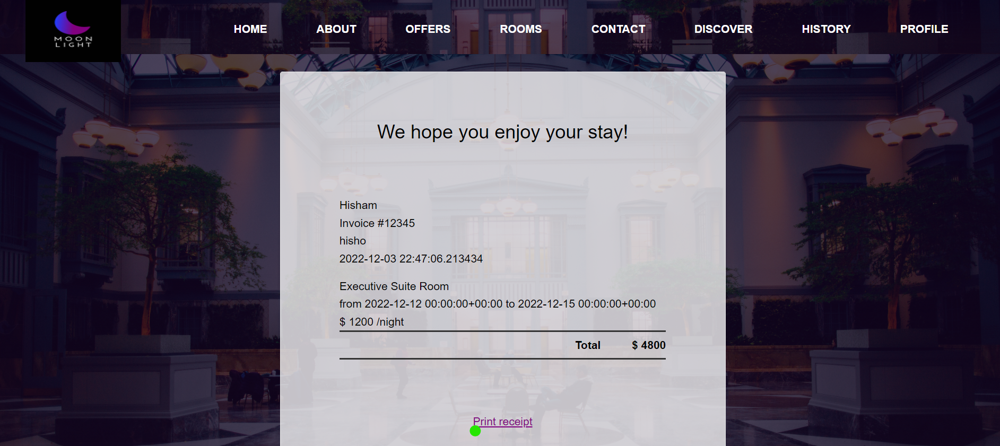 MOON
LIGHT
HOME ABOUT OFFERS ROOMS CONTACT DISCOVER HISTORY PROFILE
We hope you enjoy your stay!
Hisham
Invoice #12345
hisho
2022-12-03 22:47:06.213434
Executive Suite Room
from 2022-12-12 00:00:00+00:00 to 2022-12-15 00:00:00+00:00
$ 1200 /night
Total $ 4800
Print receipt